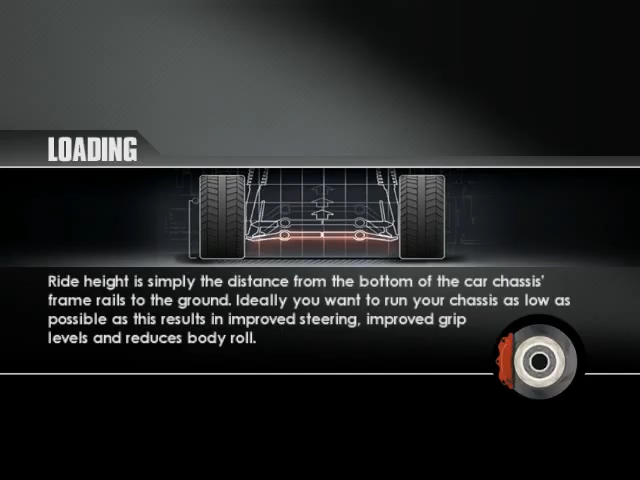 LOADING
Ride height is simply the distance from the bottom of the car chassis'
frame rails to the ground. Ideally you want to run your chassis as low as
possible as this results in improved steering, improved grip
levels and reduces body roll.